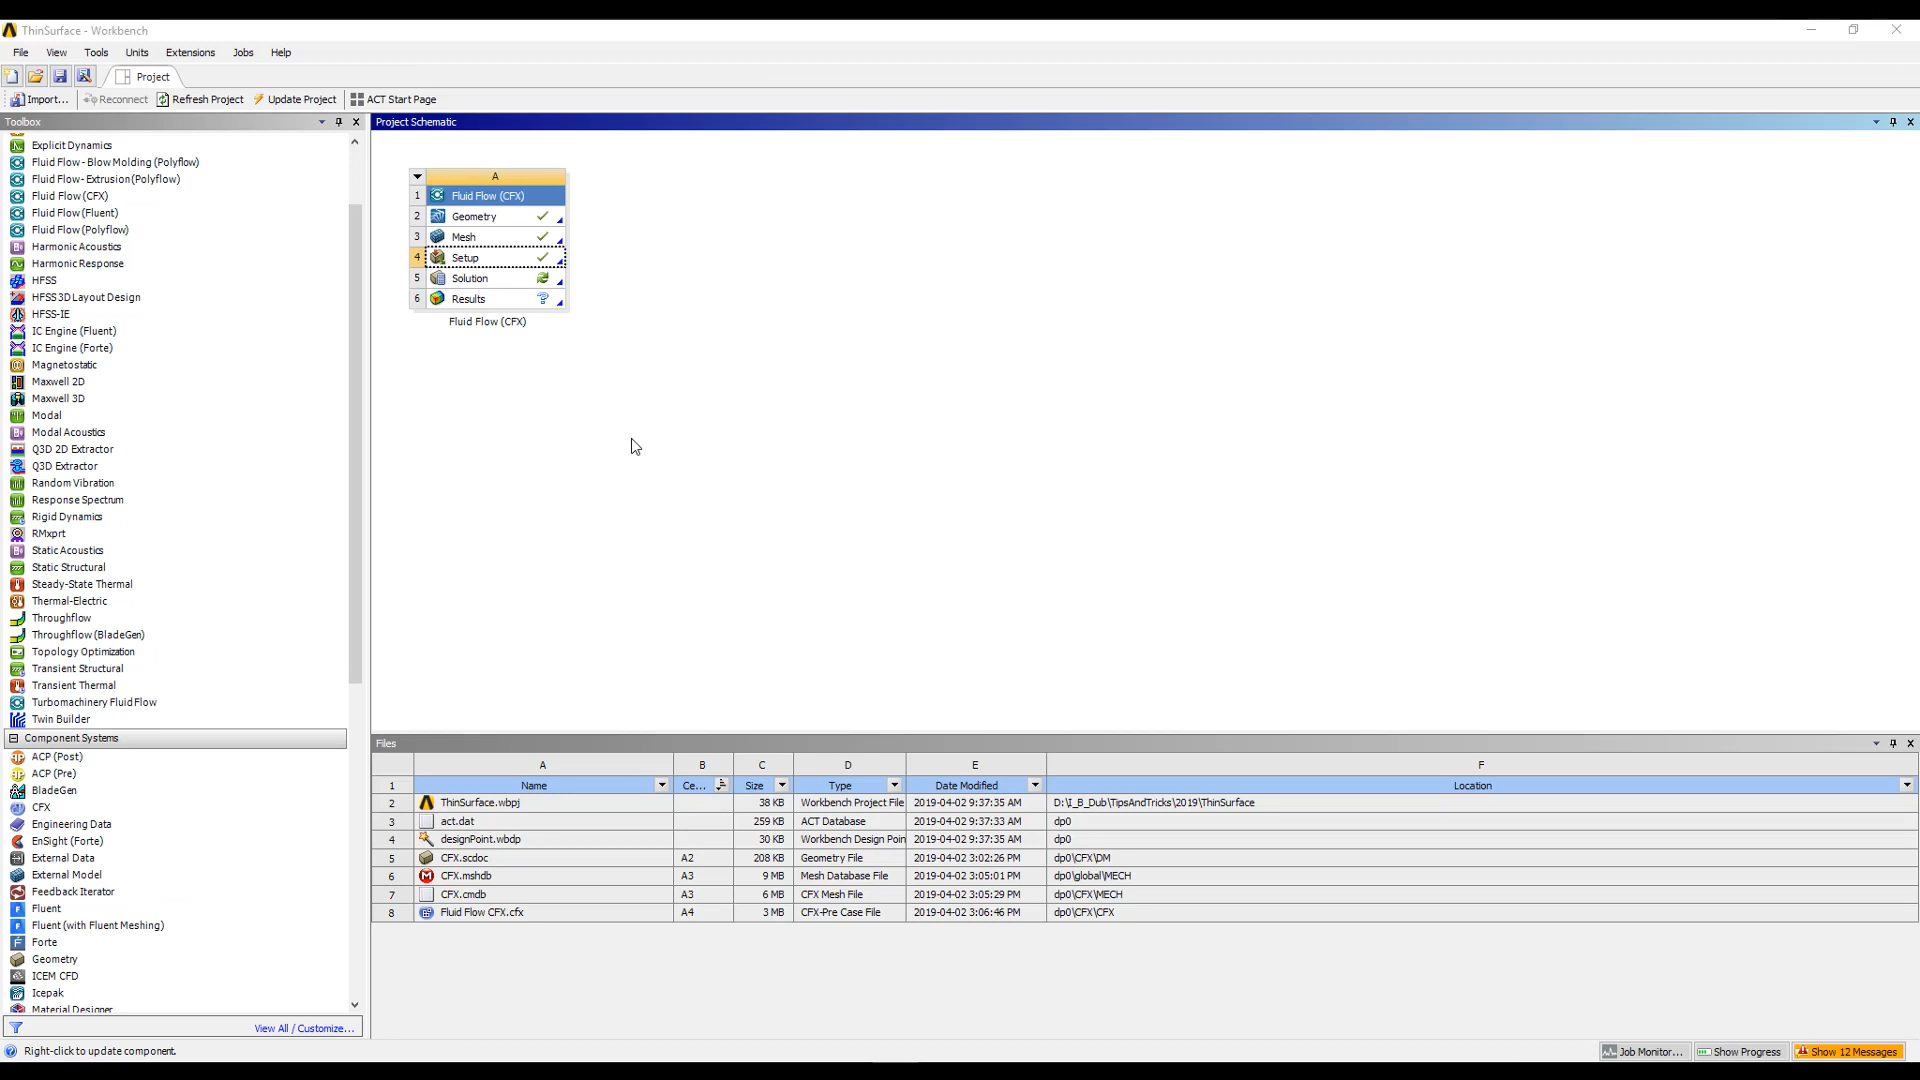 ThinSurface - Workbench
File View Tools Units Extensions Jobs Help
Project
Import... Reconnect Refresh Project Update Project ACT Start Page
Toolbox
Explicit Dynamics
Fluid Flow - Blow Molding (Polyflow)
Fluid Flow- Extrusion (Polyflow)
Fluid Flow (CFX)
Fluid Flow (Fluent)
Fluid Flow (Polyflow)
Harmonic Acoustics
Harmonic Response
HFSS
HFSS 3D Layout Design
HFSS-IE
IC Engine (Fluent)
IC Engine (Forte)
Magnetostatic
Maxwell 2D
Maxwell 3D
Modal
Modal Acoustics
Q3D 2D Extractor
Q3D Extractor
Random Vibration
Response Spectrum
Rigid Dynamics
RMxprt
Static Acoustics
Static Structural
Steady-State Thermal
Thermal-Electric
Throughflow
Throughflow (BladeGen)
Topology Optimization
Transient Structural
Transient Thermal
Turbomachinery Fluid Flow
Twin Builder
Component Systems
ACP (Post)
ACP (Pre)
BladeGen
CFX
Engineering Data
EnSight (Forte)
External Data
External Model
Feedback Iterator
Fluent
Fluent (with Fluent Meshing)
Forte
Geometry
ICEM CFD
Icepak
Material Designer
View All / Customize...
Project Schematic
A
1 Fluid Flow (CFX)
2 Geometry
3 Mesh
4 Setup
5 Solution
6 Results
Fluid Flow (CFX)
Files
A B C D E F
1 Name Ce... Size Type Date Modified Location
2 ThinSurface.wbpj 38 KB Workbench Project File 2019-04-02 9:37:35 AM D:\I_B_Dub\TipsAndTricks\2019\ThinSurface
3 act.dat 259 KB ACT Database 2019-04-02 9:37:33 AM dp0
4 designPoint.wbdp 30 KB Workbench Design Poin 2019-04-02 9:37:35 AM dp0
5 CFX.scdoc A2 208 KB Geometry File 2019-04-02 3:02:26 PM dp0\CFX\DM
6 CFX.mshdb A3 9 MB Mesh Database File 2019-04-02 3:05:01 PM dp0\global\MECH
7 CFX.cmdb A3 6 MB CFX Mesh File 2019-04-02 3:05:29 PM dp0\CFX\MECH
8 Fluid Flow CFX.cfx A4 3 MB CFX-Pre Case File 2019-04-02 3:06:46 PM dp0\CFX\CFX
Right-click to update component. Job Monitor... Show Progress Show 12 Messages